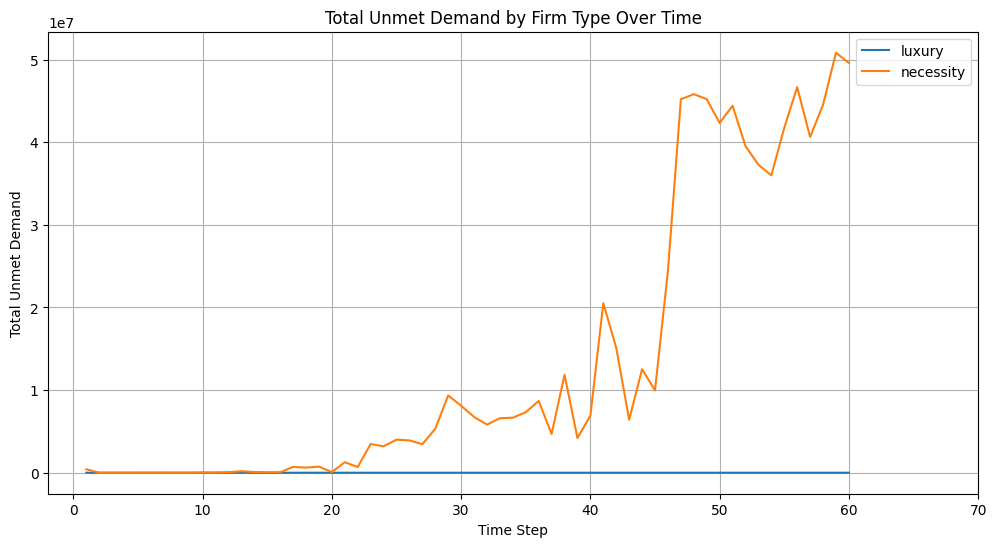 Total Unmet Demand by Firm Type Over Time
1e7
luxury
necessity
5
4
3
2
1
0
Total Unmet Demand
0 10 20 30 40 50 60 70
Time Step